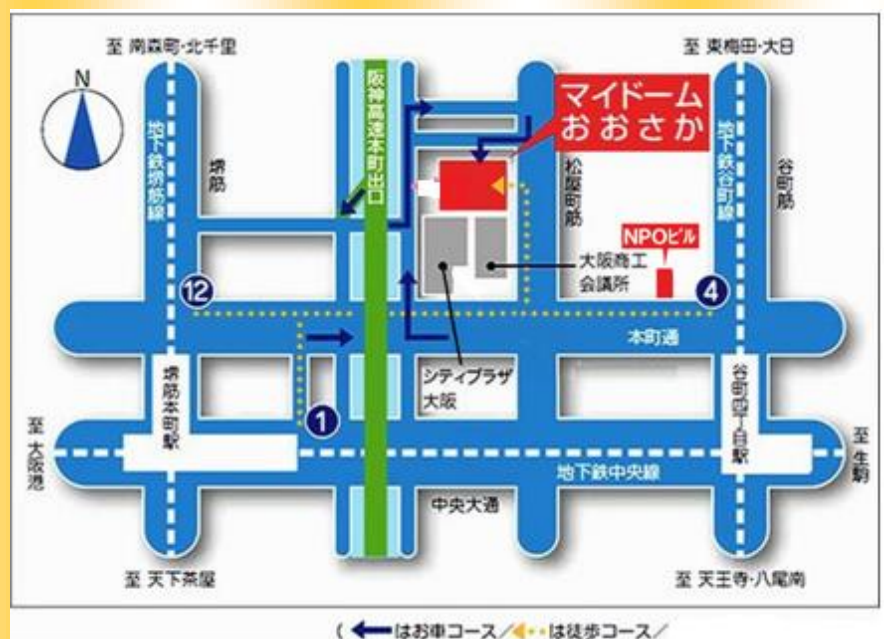 至 南森町・北千里
至 東梅田・大日
N
阪神高速本町出口
マイドーム
おおさか
地下鉄堺筋線
堺筋
松屋町筋
地下鉄谷町線
谷町筋
NPOビル
大阪商工
会議所
12
4
本町通
堺筋本町駅
シティプラザ
大阪
谷町四丁目駅
1
至 大阪港
至 生駒
地下鉄中央線
中央大通
至 天下茶屋
至 天王寺・八尾南
( ←はお車コース/◀・・は徒歩コース/